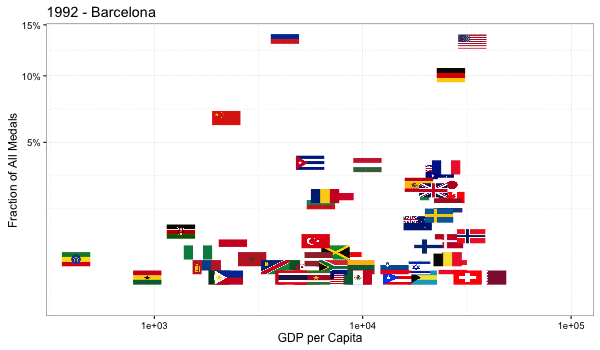 1992 - Barcelona
15%
10%
5%
Fraction of All Medals
1e+03
1e+04
1e+05
GDP per Capita